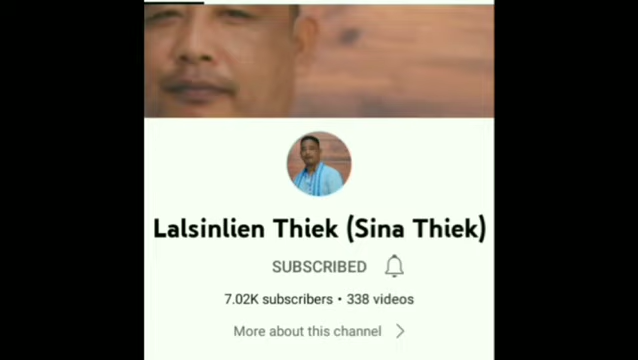 Lalsinlien Thiek (Sina Thiek)
SUBSCRIBED
7.02K subscribers • 338 videos
More about this channel